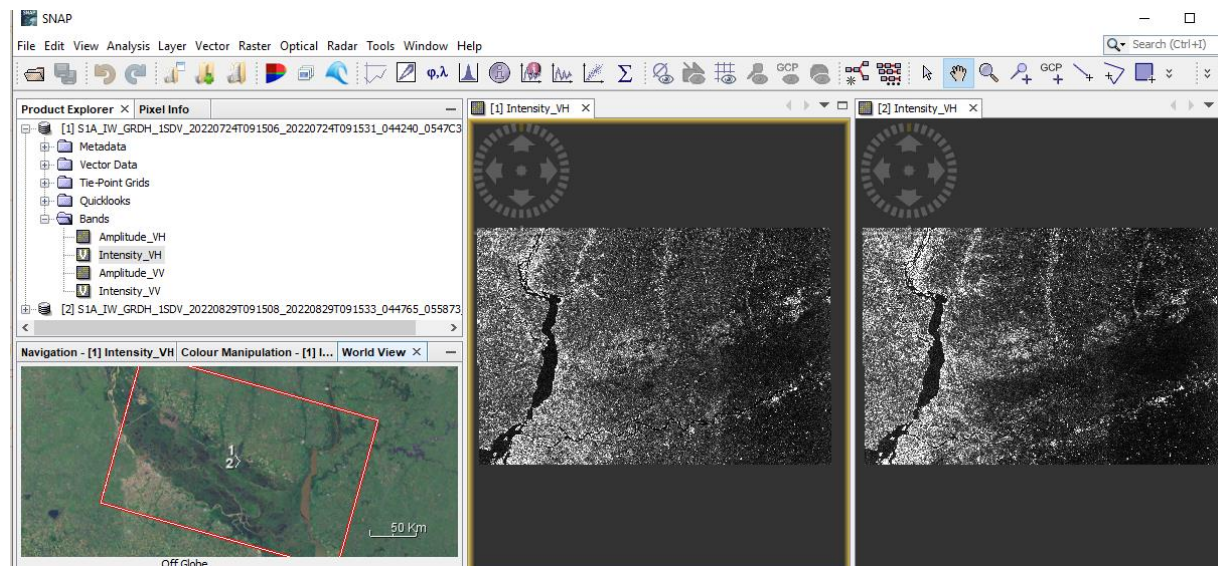 SNAP
File Edit View Analysis Layer Vector Raster Optical Radar Tools Window Help
Search (Ctrl+I)
φ,λ Σ GCP GCP
Product Explorer Pixel Info
[1] S1A_IW_GRDH_1SDV_20220724T091506_20220724T091531_044240_0547C3
Metadata
Vector Data
Tie-Point Grids
Quicklooks
Bands
Amplitude_VH
Intensity_VH
Amplitude_VV
Intensity_VV
[2] S1A_IW_GRDH_1SDV_20220829T091508_20220829T091533_044765_055873
Navigation - [1] Intensity_VH Colour Manipulation - [1] I... World View
1
2
50 Km
Off Globe
[1] Intensity_VH
[2] Intensity_VH